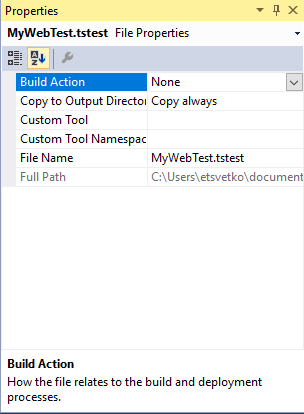 Properties
MyWebTest.tstest File Properties
Build Action None
Copy to Output Director Copy always
Custom Tool
Custom Tool Namespac
File Name MyWebTest.tstest
Full Path C:\Users\etsvetko\document
Build Action
How the file relates to the build and deployment
processes.